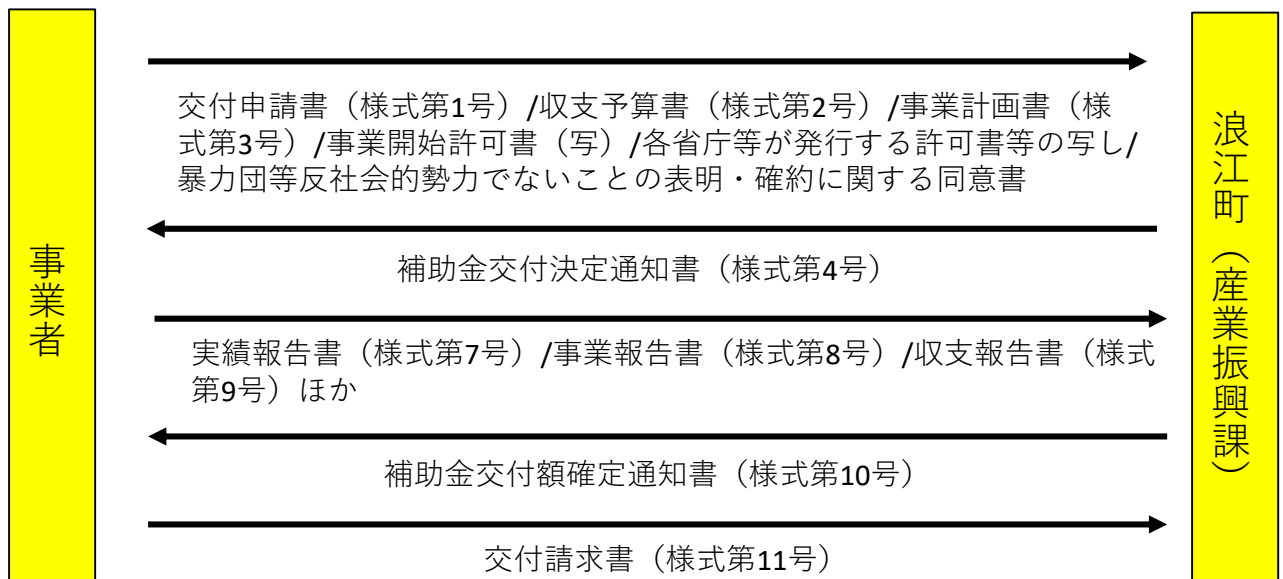 事業者
交付申請書（様式第1号）/収支予算書（様式第2号）/事業計画書（様
式第3号）/事業開始許可書（写）/各省庁等が発行する許可書等の写し/
暴力団等反社会的勢力でないことの表明・確約に関する同意書
補助金交付決定通知書（様式第4号）
実績報告書（様式第7号）/事業報告書（様式第8号）/収支報告書（様式
第9号）ほか
補助金交付額確定通知書（様式第10号）
交付請求書（様式第11号）
浪江町（産業振興課）